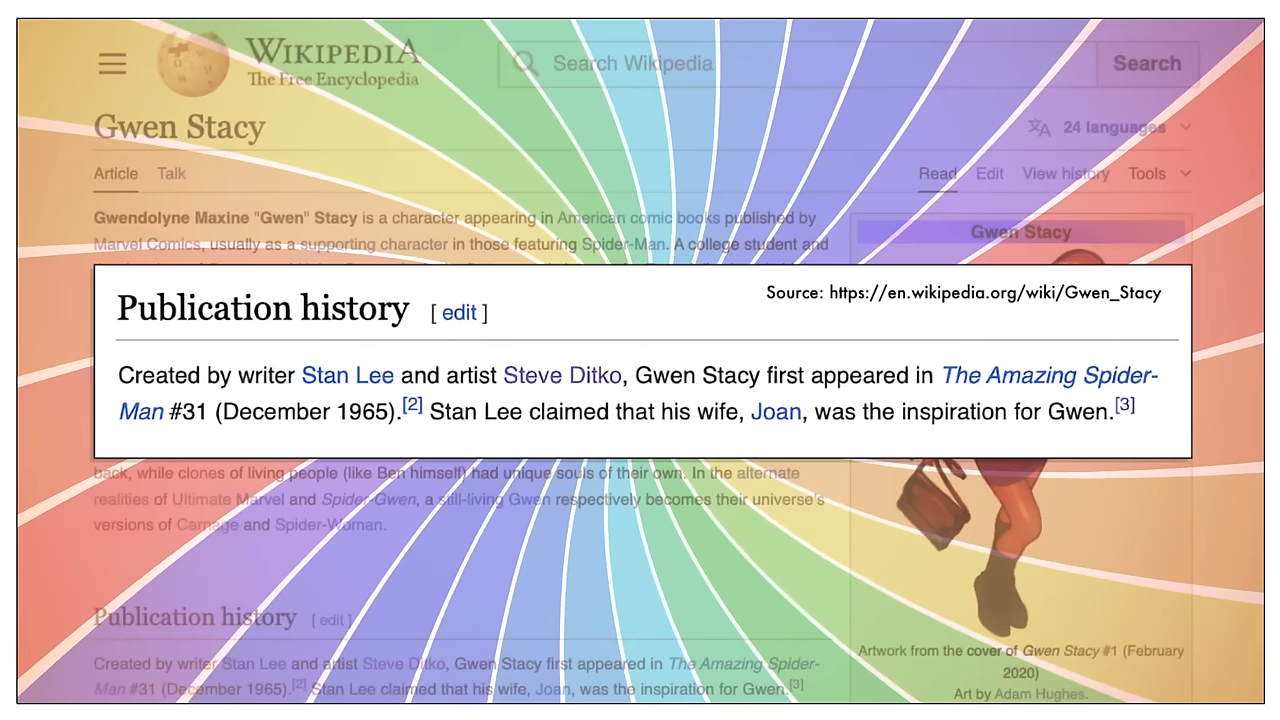 WIKIPEDIA
The Free Encyclopedia
Search Wikipedia
Search
Gwen Stacy
24 languages
Article Talk
Read Edit View history Tools
Gwendolyne Maxine "Gwen" Stacy is a character appearing in American comic books published by
Marvel Comics, usually as a supporting character in those featuring Spider-Man. A college student and
Gwen Stacy
Publication history [ edit ]
Source: https://en.wikipedia.org/wiki/Gwen_Stacy
Created by writer Stan Lee and artist Steve Ditko, Gwen Stacy first appeared in The Amazing Spider-
Man #31 (December 1965).[2] Stan Lee claimed that his wife, Joan, was the inspiration for Gwen.[3]
back, while clones of living people (like Ben himself) had unique souls of their own. In the alternate
realities of Ultimate Marvel and Spider-Gwen, a still-living Gwen respectively becomes their universe's
versions of Carnage and Spider-Woman.
Publication history [ edit ]
Created by writer Stan Lee and artist Steve Ditko, Gwen Stacy first appeared in The Amazing Spider-
Man #31 (December 1965).[2] Stan Lee claimed that his wife, Joan, was the inspiration for Gwen.[3]
Artwork from the cover of Gwen Stacy #1 (February
2020)
Art by Adam Hughes.